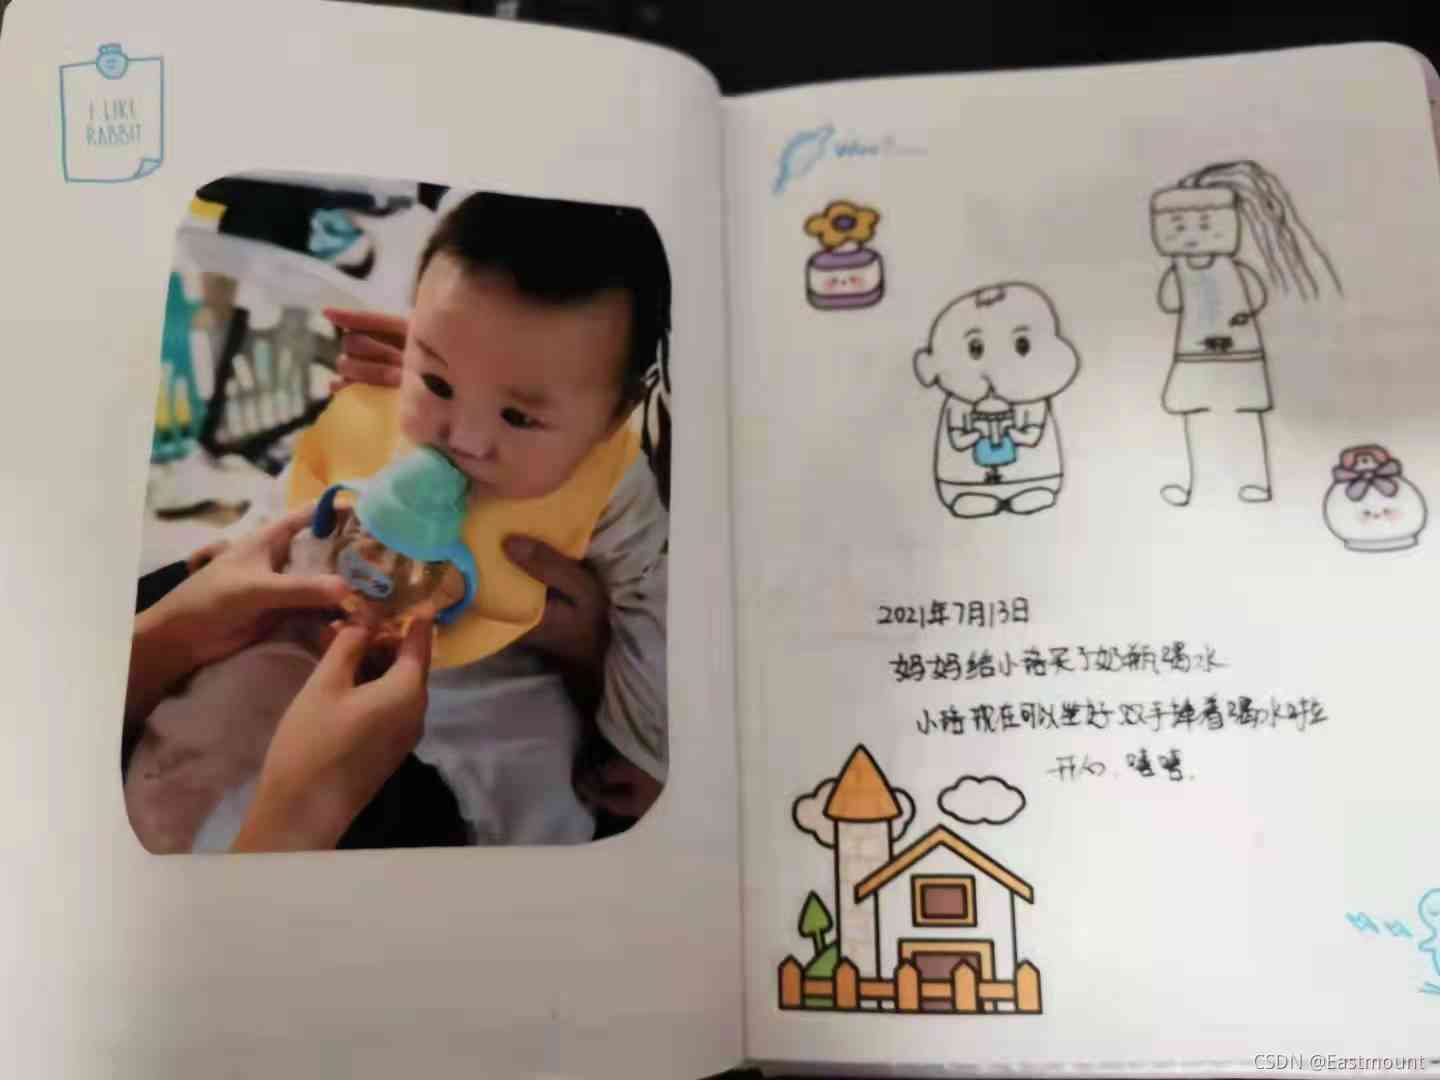 I LIKE
RABBIT
2021年7月13日
妈妈给小珞买了奶瓶喝水
小珞现在可以坐好双手捧着喝水啦
开心.嘻嘻.
CSDN @Eastmount